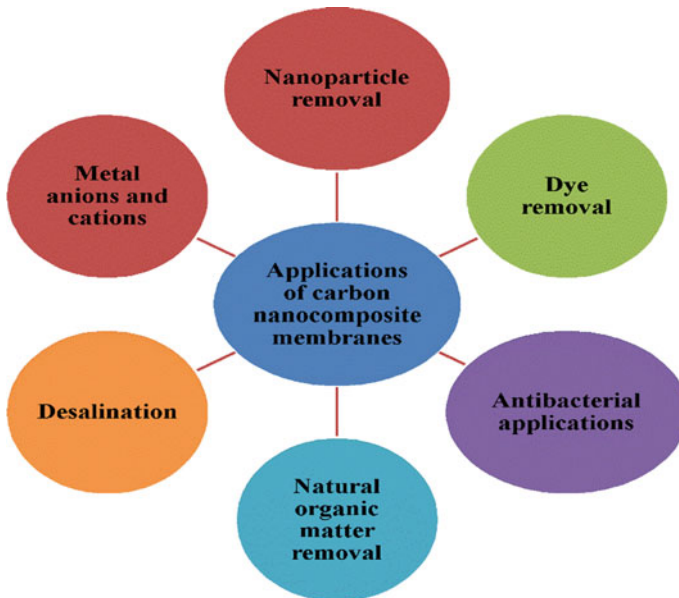 Nanoparticle
removal
Metal
anions and
cations
Dye
removal
Applications
of carbon
nanocomposite
membranes
Desalination
Antibacterial
applications
Natural
organic
matter
removal